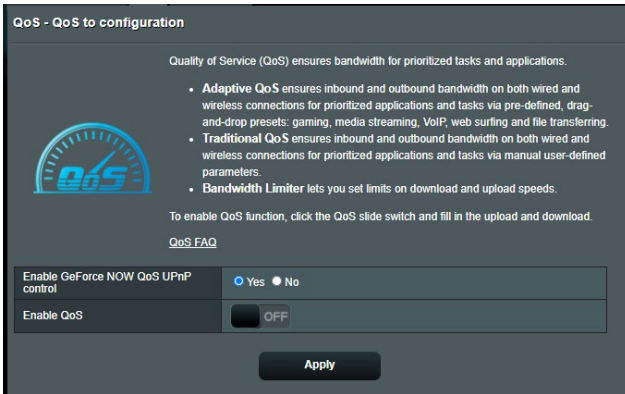 QoS - QoS to configuration
Quality of Service (QoS) ensures bandwidth for prioritized tasks and applications.
• Adaptive QoS ensures inbound and outbound bandwidth on both wired and
wireless connections for prioritized applications and tasks via pre-defined, drag-
and-drop presets: gaming, media streaming, VoIP, web surfing and file transferring.
• Traditional QoS ensures inbound and outbound bandwidth on both wired and
wireless connections for prioritized applications and tasks via manual user-defined
parameters.
• Bandwidth Limiter lets you set limits on download and upload speeds.
QoS
To enable QoS function, click the QoS slide switch and fill in the upload and download.
QoS FAQ
Enable GeForce NOW QoS UPnP
control
Yes No
Enable QoS
OFF
Apply